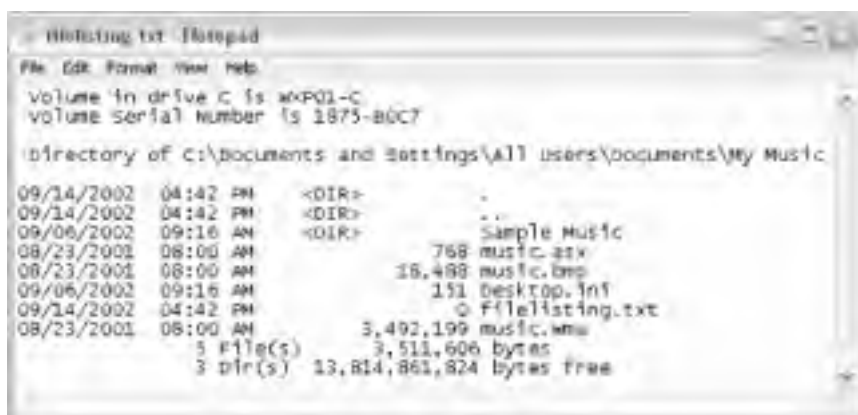 filelisting.txt - Notepad
File Edit Format View Help
Volume in drive C is WXP01-C
Volume Serial Number is 1875-B0C7
Directory of C:\Documents and Settings\All Users\Documents\My Music
09/14/2002 04:42 PM <DIR> .
09/14/2002 04:42 PM <DIR> ..
09/06/2002 09:16 AM <DIR> Sample Music
08/23/2001 08:00 AM 768 music.asx
08/23/2001 08:00 AM 18,488 music.bmp
09/06/2002 09:16 AM 151 Desktop.ini
09/14/2002 04:42 PM 0 filelisting.txt
08/23/2001 08:00 AM 3,492,199 music.wma
5 File(s) 3,511,606 bytes
3 Dir(s) 13,814,861,824 bytes free